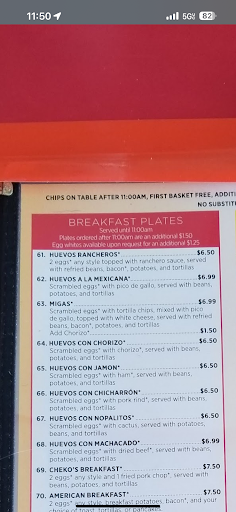 11:50
5G 82
CHIPS ON TABLE AFTER 11:00AM, FIRST BASKET FREE, ADDITI
NO SUBSTIT
BREAKFAST PLATES
Served until 11:00am
Plates ordered after 11:00am are an additional $1.50
Egg whites available upon request for an additional $1.25
61. HUEVOS RANCHEROS* $6.50
2 eggs* any style topped with ranchero sauce, served
with refried beans, bacon*, potatoes, and tortillas
62. HUEVOS A LA MEXICANA* $6.99
Scrambled eggs* with pico de gallo, served with beans,
potatoes, and tortillas
63. MIGAS* $6.99
Scrambled eggs* with tortilla chips, mixed with pico
de gallo, topped with white cheese, served with refried
beans, bacon*, potatoes, and tortillas
Add Chorizo $1.50
64. HUEVOS CON CHORIZO* $6.50
Scrambled eggs* with chorizo*, served with beans,
potatoes, and tortillas
65. HUEVOS CON JAMON* $6.50
Scrambled eggs* with ham*, served with beans,
potatoes, and tortillas
66. HUEVOS CON CHICHARRÓN* $6.50
Scrambled eggs* with pork rind*, served with beans,
potatoes, and tortillas
67. HUEVOS CON NOPALITOS* $6.50
Scrambled eggs* with cactus, served with potatoes,
beans, and tortillas
68. HUEVOS CON MACHACADO* $6.99
Scrambled eggs* with dried beef*, served with beans,
potatoes, and tortillas
69. CHEKO'S BREAKFAST* $7.50
2 eggs* any style and 1 fried pork chop*, served with
beans, potatoes, and tortillas
70. AMERICAN BREAKFAST* $7.50
2 eggs* any style, breakfast potatoes, bacon*, and your
choice of toast, tortillas, or pancakes